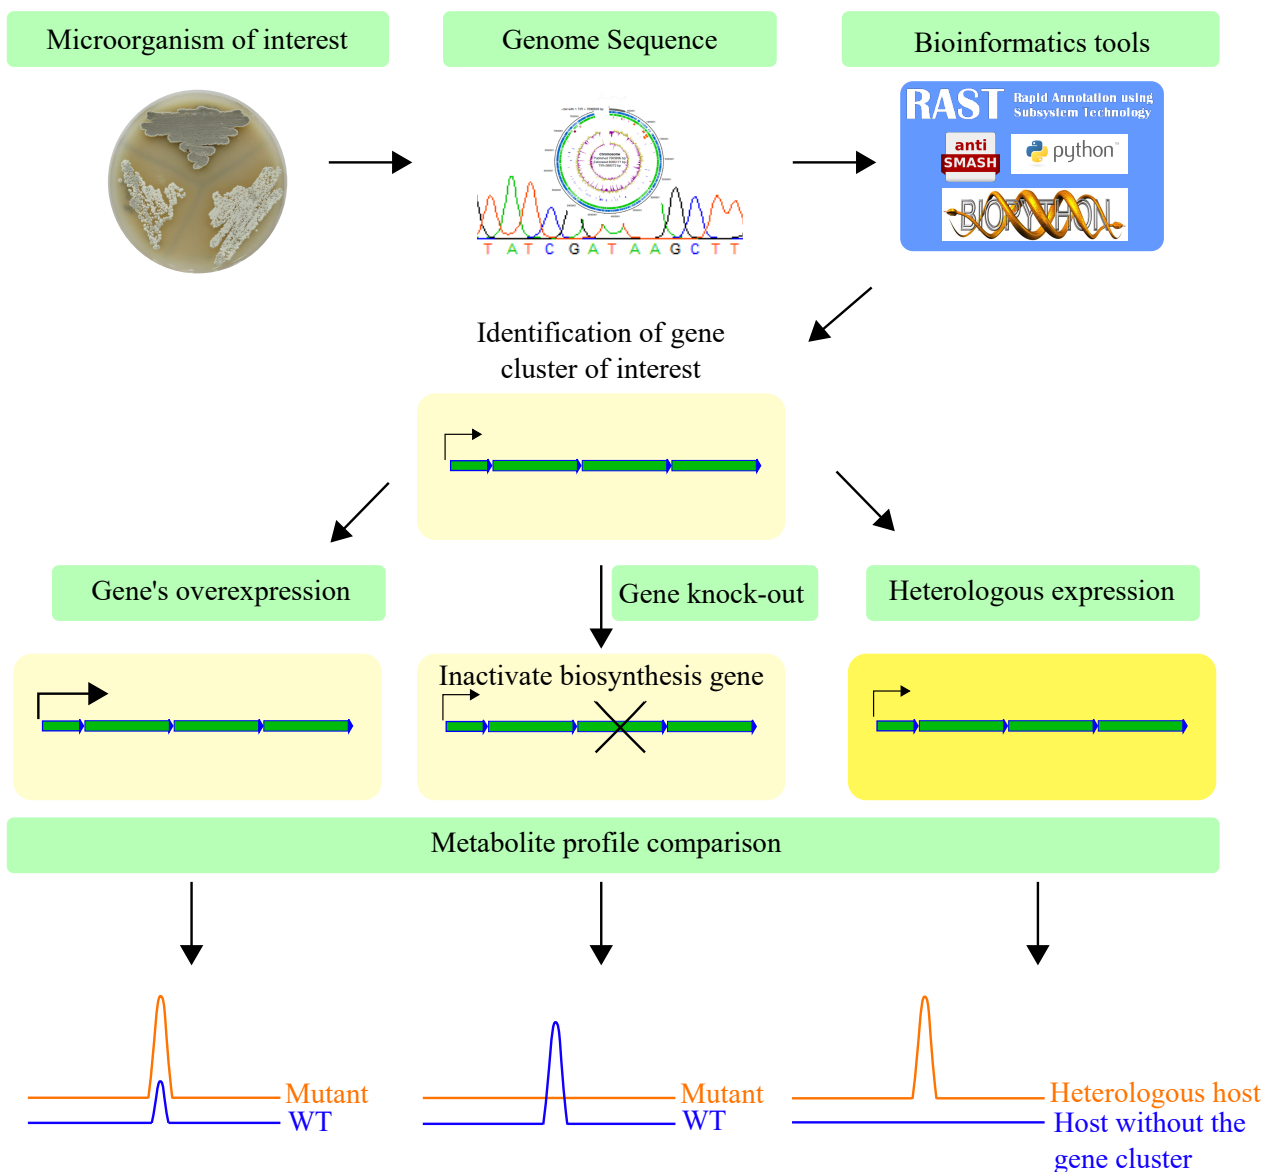 Microorganism of interest
Genome Sequence
Bioinformatics tools
RAST
Rapid Annotation using
Subsystem Technology
anti
SMASH
python™
BIOPYTHON
Chromosome
T A T C G A T A A G C T T
Identification of gene
cluster of interest
Gene's overexpression
Gene knock-out
Heterologous expression
Inactivate biosynthesis gene
Metabolite profile comparison
Mutant
WT
Mutant
WT
Heterologous host
Host without the
gene cluster